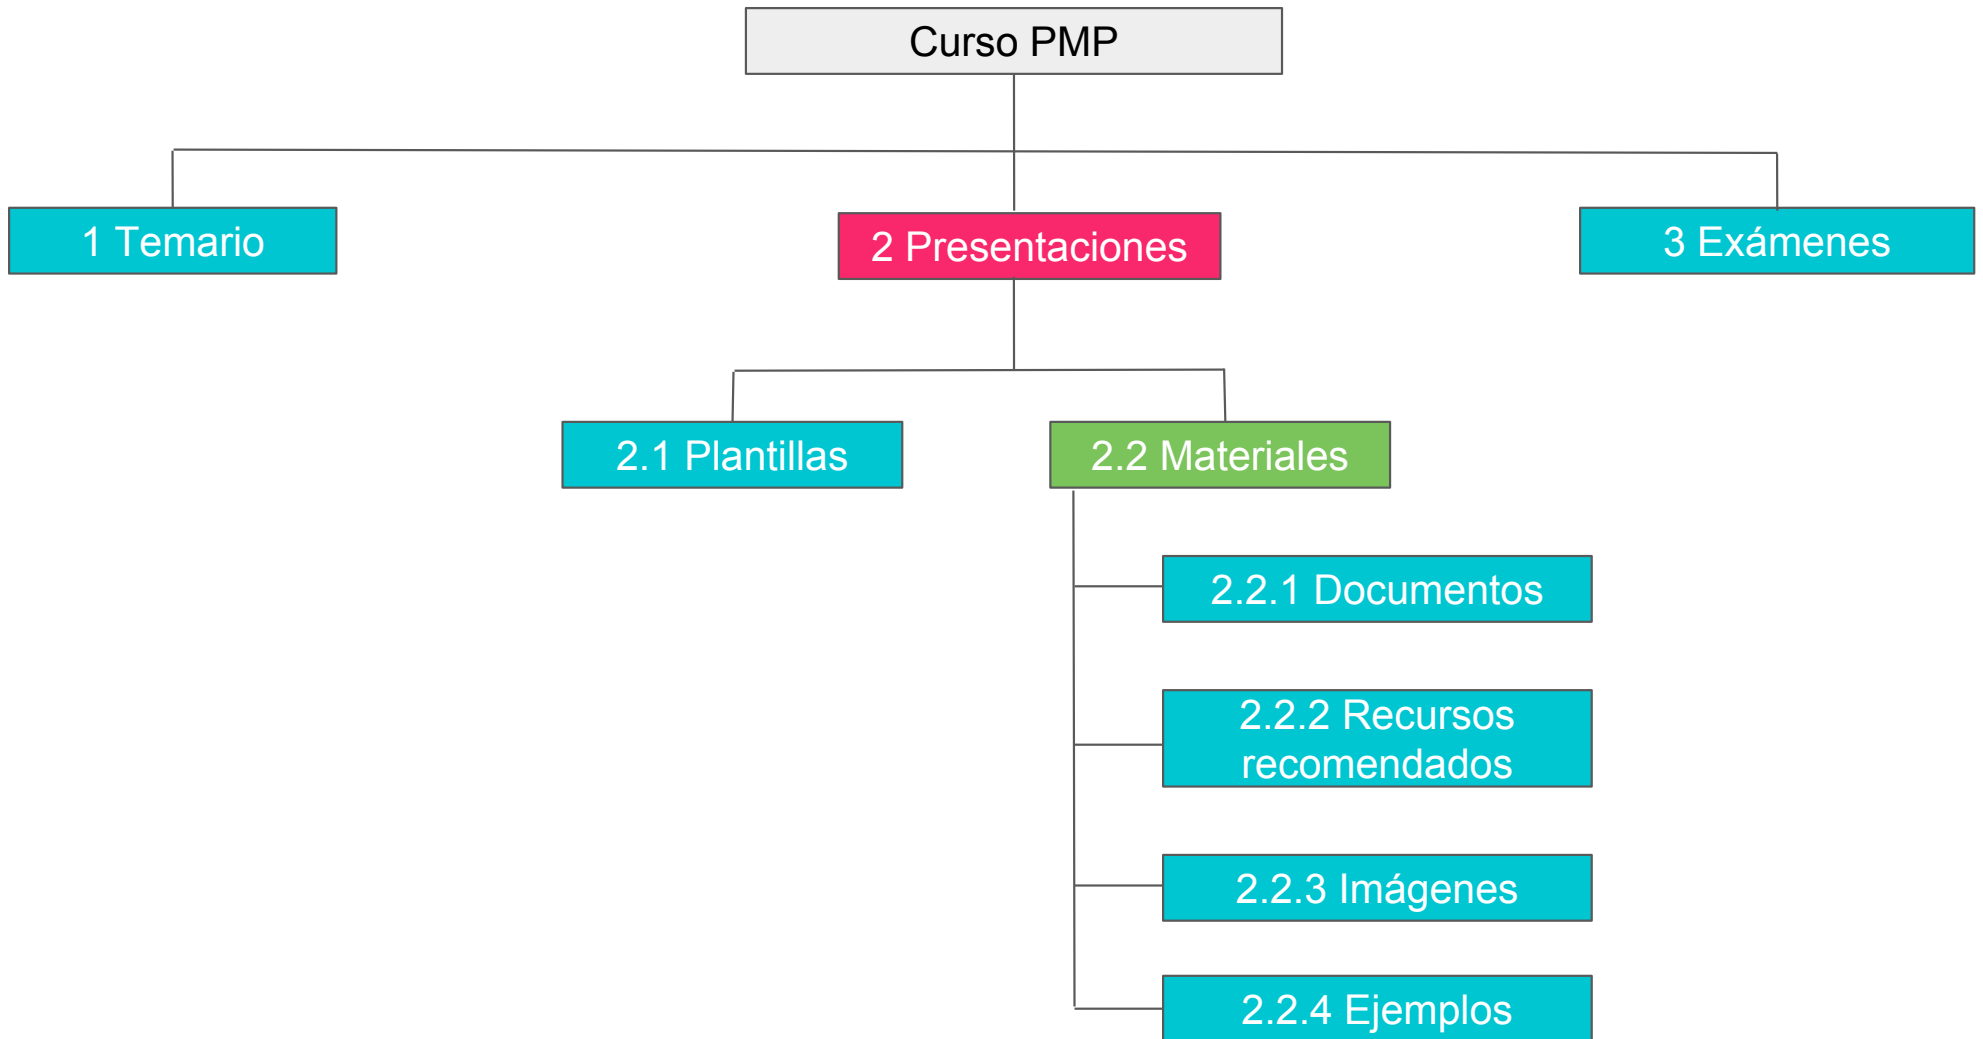 Curso PMP
1 Temario
2 Presentaciones
3 Exámenes
2.1 Plantillas
2.2 Materiales
2.2.1 Documentos
2.2.2 Recursos
recomendados
2.2.3 Imágenes
2.2.4 Ejemplos